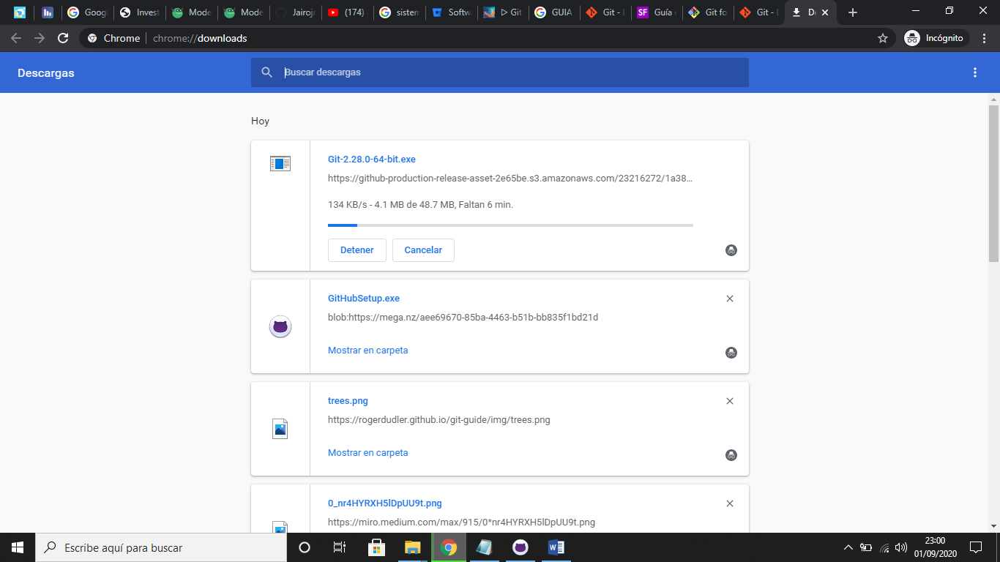 Goog
Invest
Mode
Mode
Jairojr
(174)
sistem
Softw
Git
GUIA
Git -
SF
Guía
Git fo
Git -
Chrome
chrome://downloads
Incógnito
Descargas
Buscar descargas
Hoy
Git-2.28.0-64-bit.exe
https://github-production-release-asset-2e65be.s3.amazonaws.com/23216272/1a38...
134 KB/s - 4.1 MB de 48.7 MB, Faltan 6 min.
Detener
Cancelar
GitHubSetup.exe
blob:https://mega.nz/aee69670-85ba-4463-b51b-bb835f1bd21d
Mostrar en carpeta
trees.png
https://rogerdudler.github.io/git-guide/img/trees.png
Mostrar en carpeta
0_nr4HYRXH5lDpUU9t.png
https://miro.medium.com/max/915/0*nr4HYRXH5lDpUU9t.png
Escribe aquí para buscar
23:00
01/09/2020